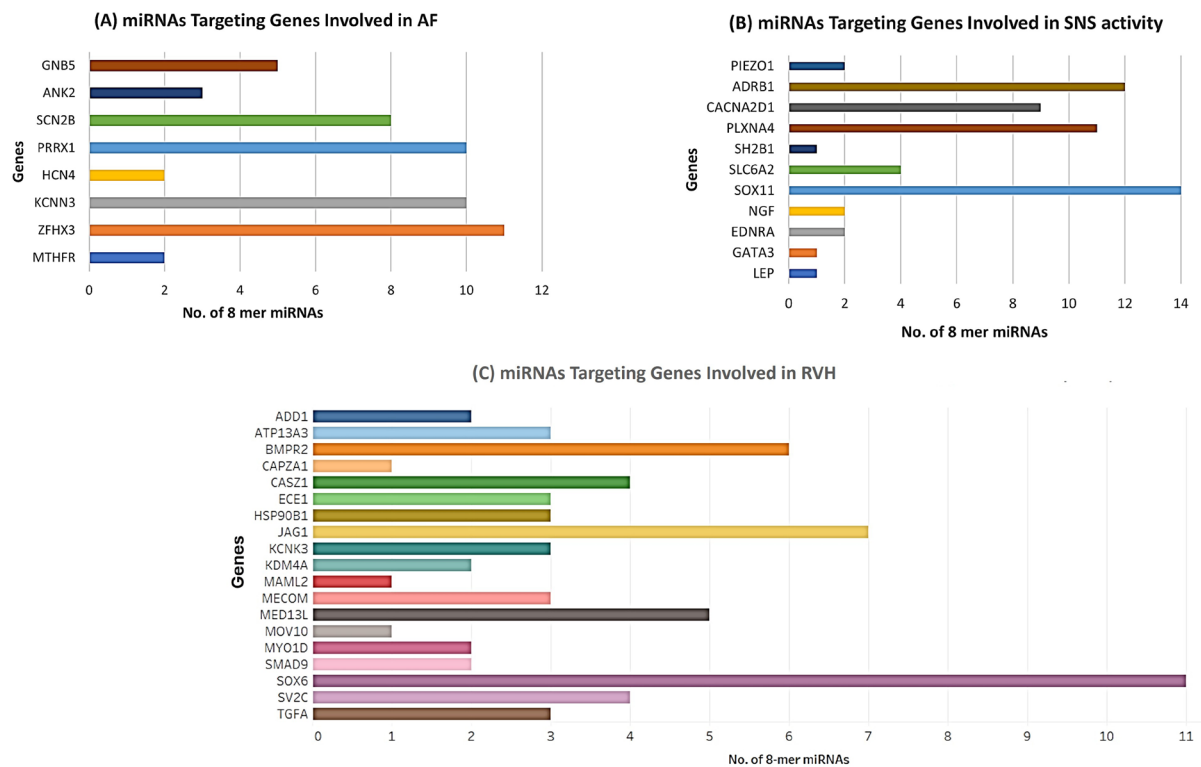 (A) miRNAs Targeting Genes Involved in AF
Genes
GNB5
ANK2
SCN2B
PRRX1
HCN4
KCNN3
ZFHX3
MTHFR
0 2 4 6 8 10 12
No. of 8 mer miRNAs
(B) miRNAs Targeting Genes Involved in SNS activity
Genes
PIEZO1
ADRB1
CACNA2D1
PLXNA4
SH2B1
SLC6A2
SOX11
NGF
EDNRA
GATA3
LEP
0 2 4 6 8 10 12 14
No. of 8 mer miRNAs
(C) miRNAs Targeting Genes Involved in RVH
Genes
ADD1
ATP13A3
BMPR2
CAPZA1
CASZ1
ECE1
HSP90B1
JAG1
KCNK3
KDM4A
MAML2
MECOM
MED13L
MOV10
MYO1D
SMAD9
SOX6
SV2C
TGFA
0 1 2 3 4 5 6 7 8 9 10 11
No. of 8-mer miRNAs